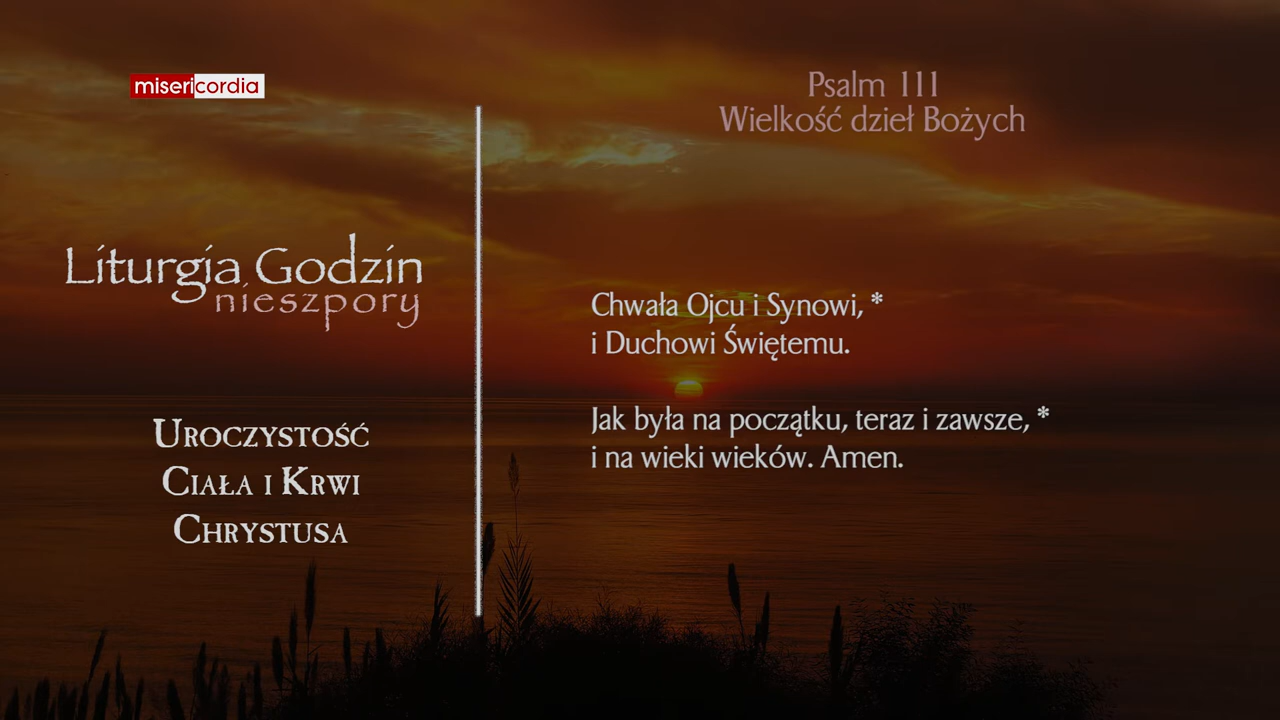 misericordia
Liturgia Godzin
nieszpory
Uroczystość
Ciała i Krwi
Chrystusa
Psalm 111
Wielkość dzieł Bożych
Chwała Ojcu i Synowi, *
i Duchowi Świętemu.
Jak była na początku, teraz i zawsze, *
i na wieki wieków. Amen.